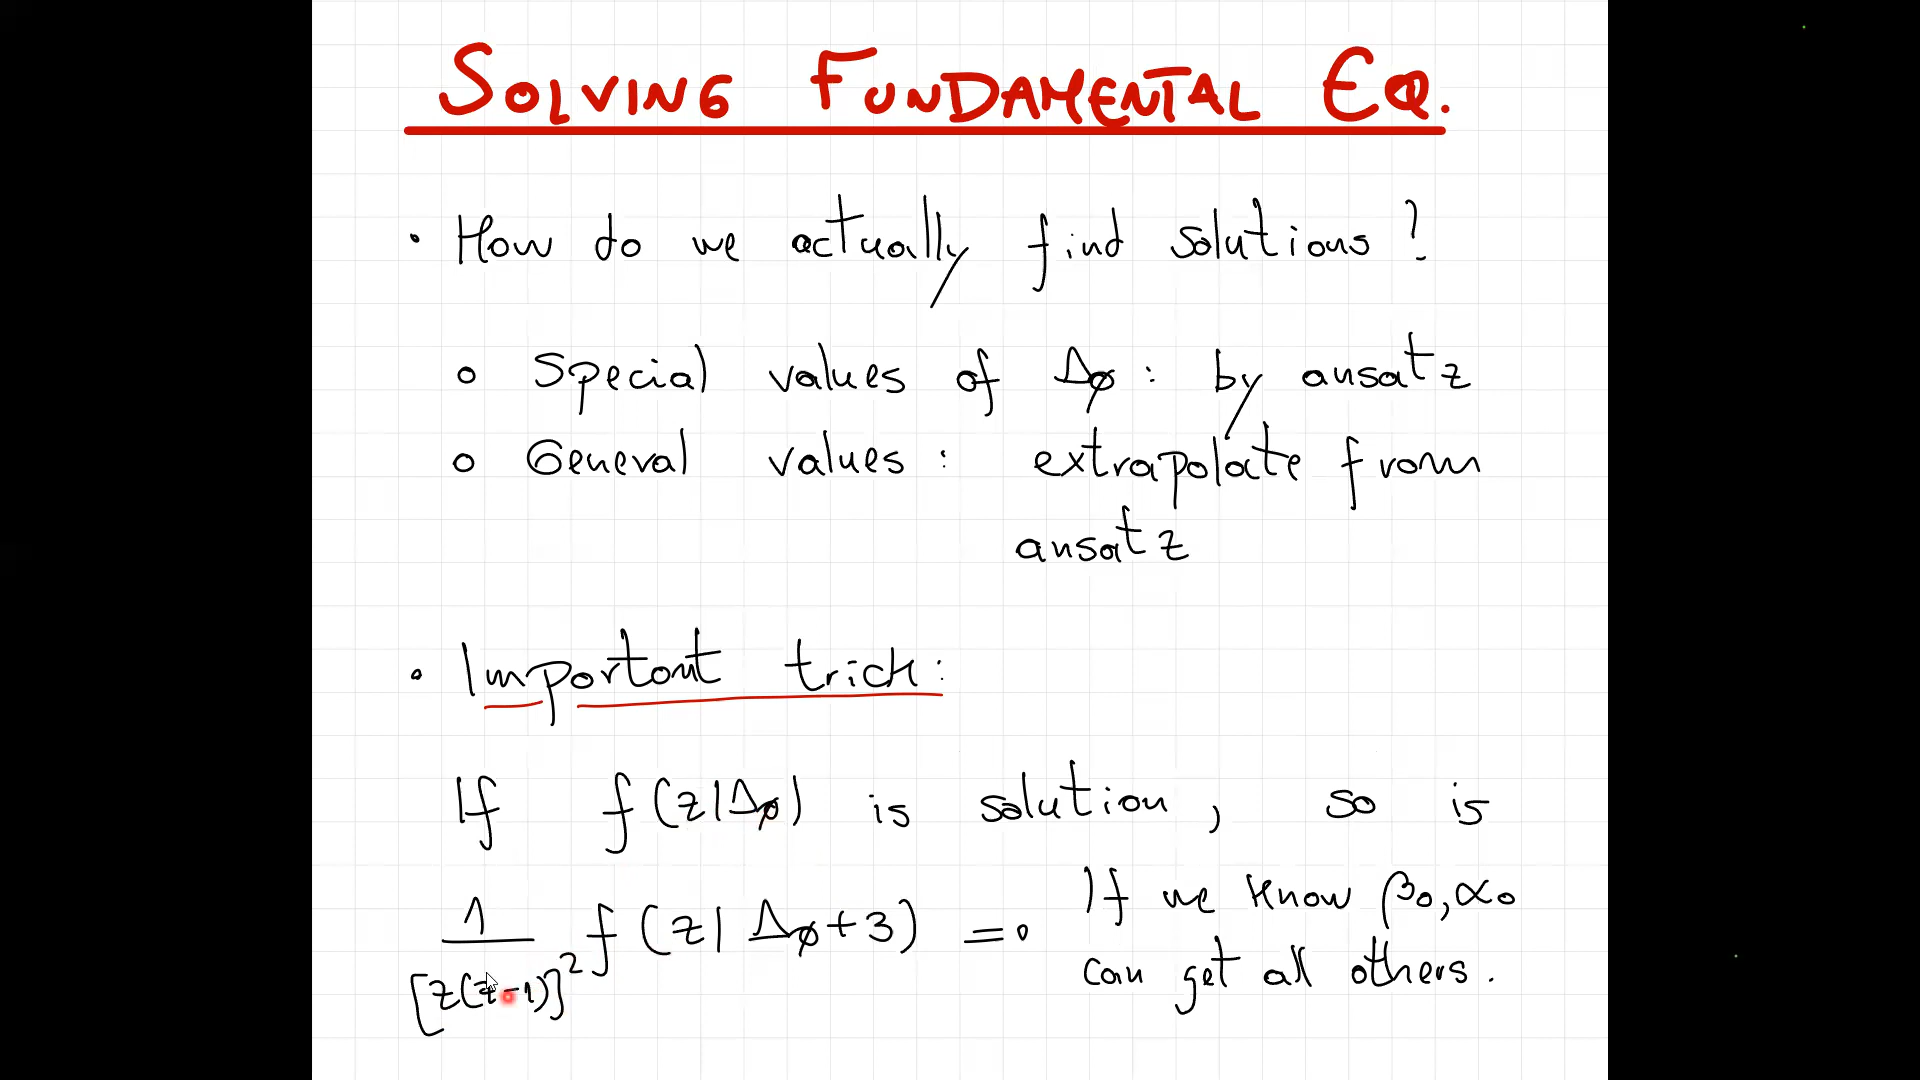 SOLVING FUNDAMENTAL EQ.
• How do we actually find solutions?
o Special values of Δφ: by ansatz
o General values: extrapolate from
ansatz
• Important trick:
If f(z|Δφ) is solution, so is
1/[z(z-1)]² f(z|Δφ+3) => If we know β₀,α₀
can get all others.